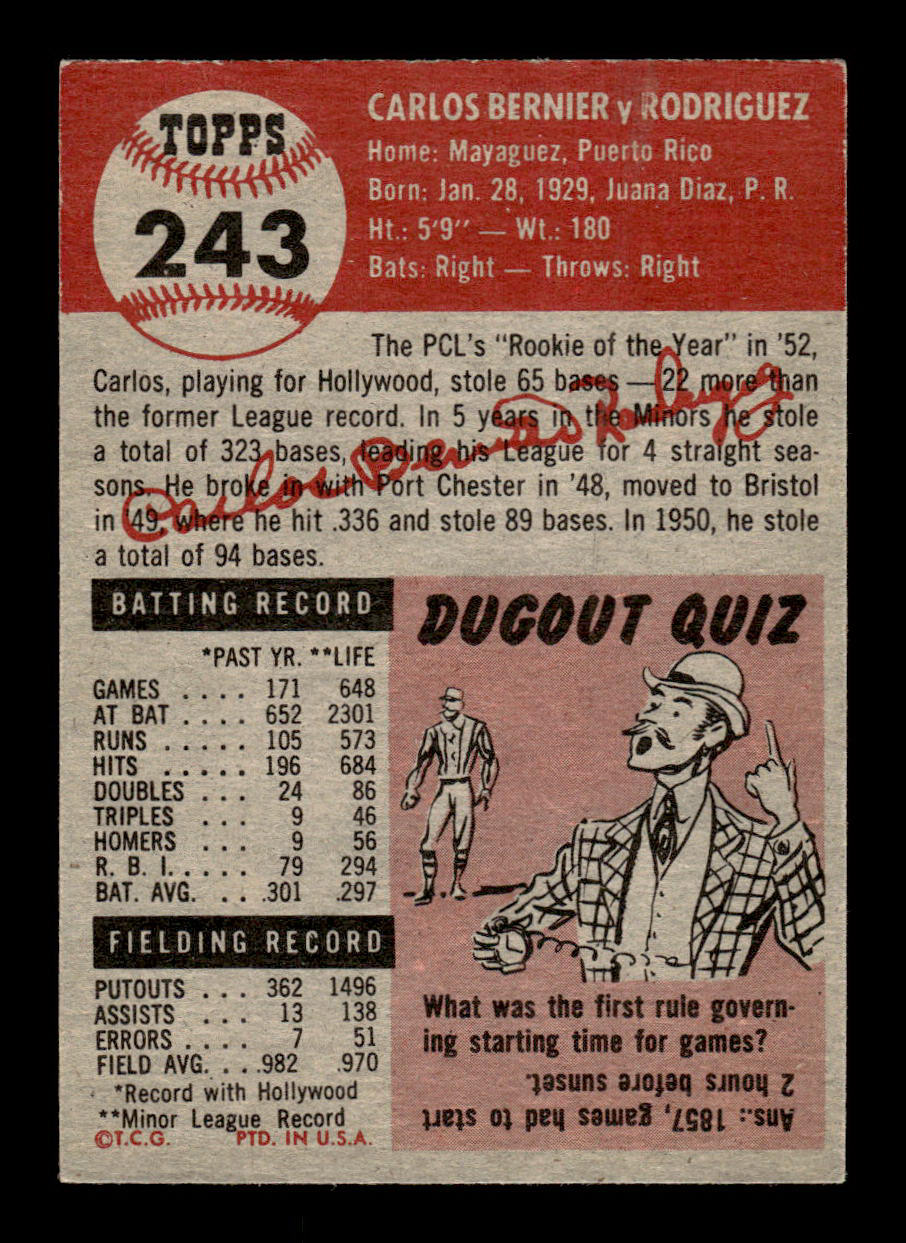 TOPPS
243
CARLOS BERNIER y RODRIGUEZ
Home: Mayaguez, Puerto Rico
Born: Jan. 28, 1929, Juana Diaz, P. R.
Ht.: 5'9" — Wt.: 180
Bats: Right — Throws: Right
The PCL's "Rookie of the Year" in '52,
Carlos, playing for Hollywood, stole 65 bases — 22 more than
the former League record. In 5 years in the Minors he stole
a total of 323 bases, leading his League for 4 straight sea-
sons. He broke in with Port Chester in '48, moved to Bristol
in '49, where he hit .336 and stole 89 bases. In 1950, he stole
a total of 94 bases.
Carlos Bernier Rodriguez
BATTING RECORD
*PAST YR. **LIFE
GAMES .... 171 648
AT BAT .... 652 2301
RUNS ..... 105 573
HITS ..... 196 684
DOUBLES ... 24 86
TRIPLES ... 9 46
HOMERS ... 9 56
R. B. I. .... 79 294
BAT. AVG. .. .301 .297
FIELDING RECORD
PUTOUTS ... 362 1496
ASSISTS ... 13 138
ERRORS .... 7 51
FIELD AVG. .. .982 .970
*Record with Hollywood
**Minor League Record
©T.C.G. PTD. IN U.S.A.
DUGOUT QUIZ
What was the first rule govern-
ing starting time for games?
Ans.: 1857, games had to start
2 hours before sunset.